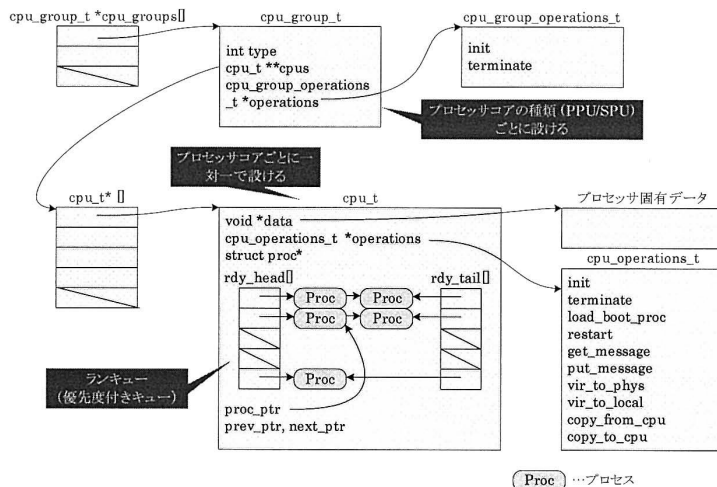 cpu_group_t *cpu_groups[]
cpu_group_t
int type
cpu_t **cpus
cpu_group_operations
_t *operations
cpu_group_operations_t
init
terminate
プロセッサコアの種類 (PPU/SPU)
ごとに設ける
プロセッサコアごとに一
対一で設ける
cpu_t* []
cpu_t
void *data
cpu_operations_t *operations
struct proc*
rdy_head[]
rdy_tail[]
Proc
Proc
Proc
Proc
Proc
proc_ptr
prev_ptr, next_ptr
ランキュー
(優先度付きキュー)
プロセッサ固有データ
cpu_operations_t
init
terminate
load_boot_proc
restart
get_message
put_message
vir_to_phys
vir_to_local
copy_from_cpu
copy_to_cpu
Proc …プロセス